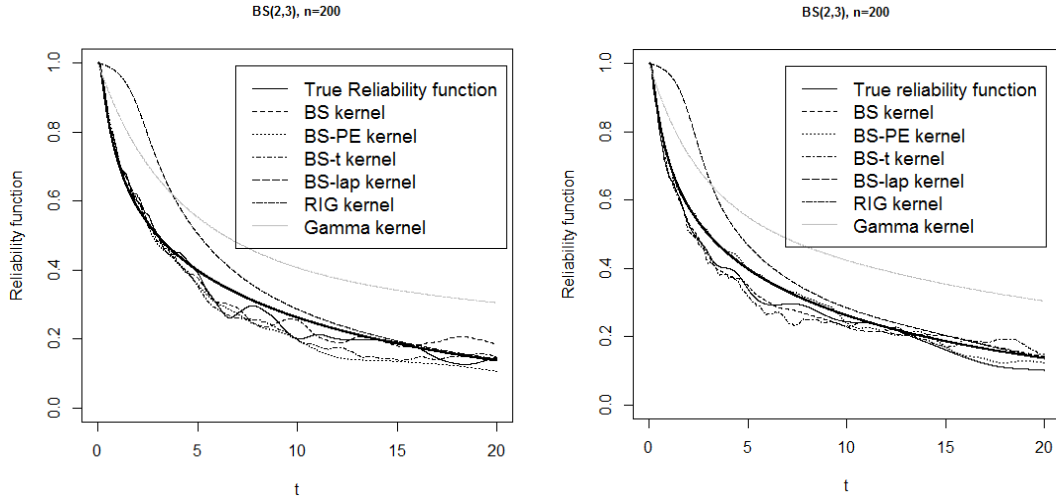 BS(2,3), n=200
Reliability function
1.0
0.8
0.6
0.4
0.2
0.0
True Reliability function
BS kernel
BS-PE kernel
BS-t kernel
BS-lap kernel
RIG kernel
Gamma kernel
0 5 10 15 20
t
BS(2,3), n=200
Reliability function
1.0
0.8
0.6
0.4
0.2
0.0
True reliability function
BS kernel
BS-PE kernel
BS-t kernel
BS-lap kernel
RIG kernel
Gamma kernel
0 5 10 15 20
t